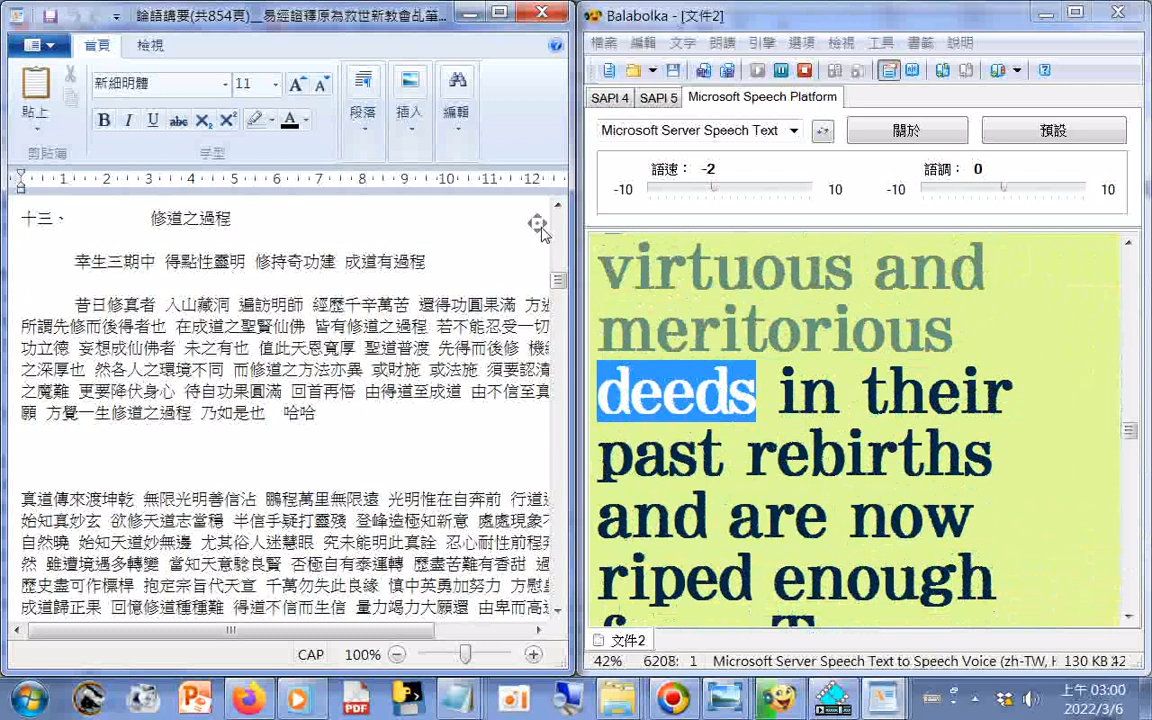 論語講要(共854頁)__易經證釋原為救世新教會乩筆...
首頁 檢視
貼上
剪貼簿
新細明體 11
B I U abc X₂ X² A
字型
段落
插入
編輯
1 2 3 4 5 6 7 8 9 10 11 12
十三、 修道之過程
幸生三期中 得點性靈明 修持奇功建 成道有過程
昔日修真者 入山藏洞 遍訪明師 經歷千辛萬苦 還得功圓果滿 方
所謂先修而後得者也 在成道之聖賢仙佛 皆有修道之過程 若不能忍受一切
功立德 妄想成仙佛者 未之有也 值此天恩寬厚 聖道普渡 先得而後修 機
之深厚也 然各人之環境不同 而修道之方法亦異 或財施 或法施 須要認清
之魔難 更要降伏身心 待自功果圓滿 回首再悟 由得道至成道 由不信至真
願 方覺一生修道之過程 乃如是也 哈哈
真道傳來渡坤乾 無限光明善信沾 鵬程萬里無限遠 光明惟在自奔前 行道
始知真妙玄 欲修天道志當穩 半信半疑打靈殘 登峰造極知新意 處處現象
自然曉 始知天道妙無邊 尤其俗人迷慧眼 究未能明此真詮 忍心耐性前程
然 雖遭境遇多轉變 當知天意驗良賢 否極自有泰運轉 歷盡苦難有香甜 過
歷史盡可作標桿 抱定宗旨代天宣 千萬勿失此良緣 慎中英勇加努力 方慰
成道歸正果 回憶修道種種難 得道不信而生信 量力竭力大願還 由卑而高
CAP 100%
Balabolka - [文件2]
檔案 編輯 文字 朗讀 引擎 選項 檢視 工具 書籤 說明
SAPI 4 SAPI 5 Microsoft Speech Platform
Microsoft Server Speech Text 關於 預設
語速： -2 語調： 0
-10 10 -10 10
virtuous and
meritorious
deeds in their
past rebirths
and are now
riped enough
文件2
42% 6208: 1 Microsoft Server Speech Text to Speech Voice (zh-TW, H 130 KB
上午 03:00
2022/3/6